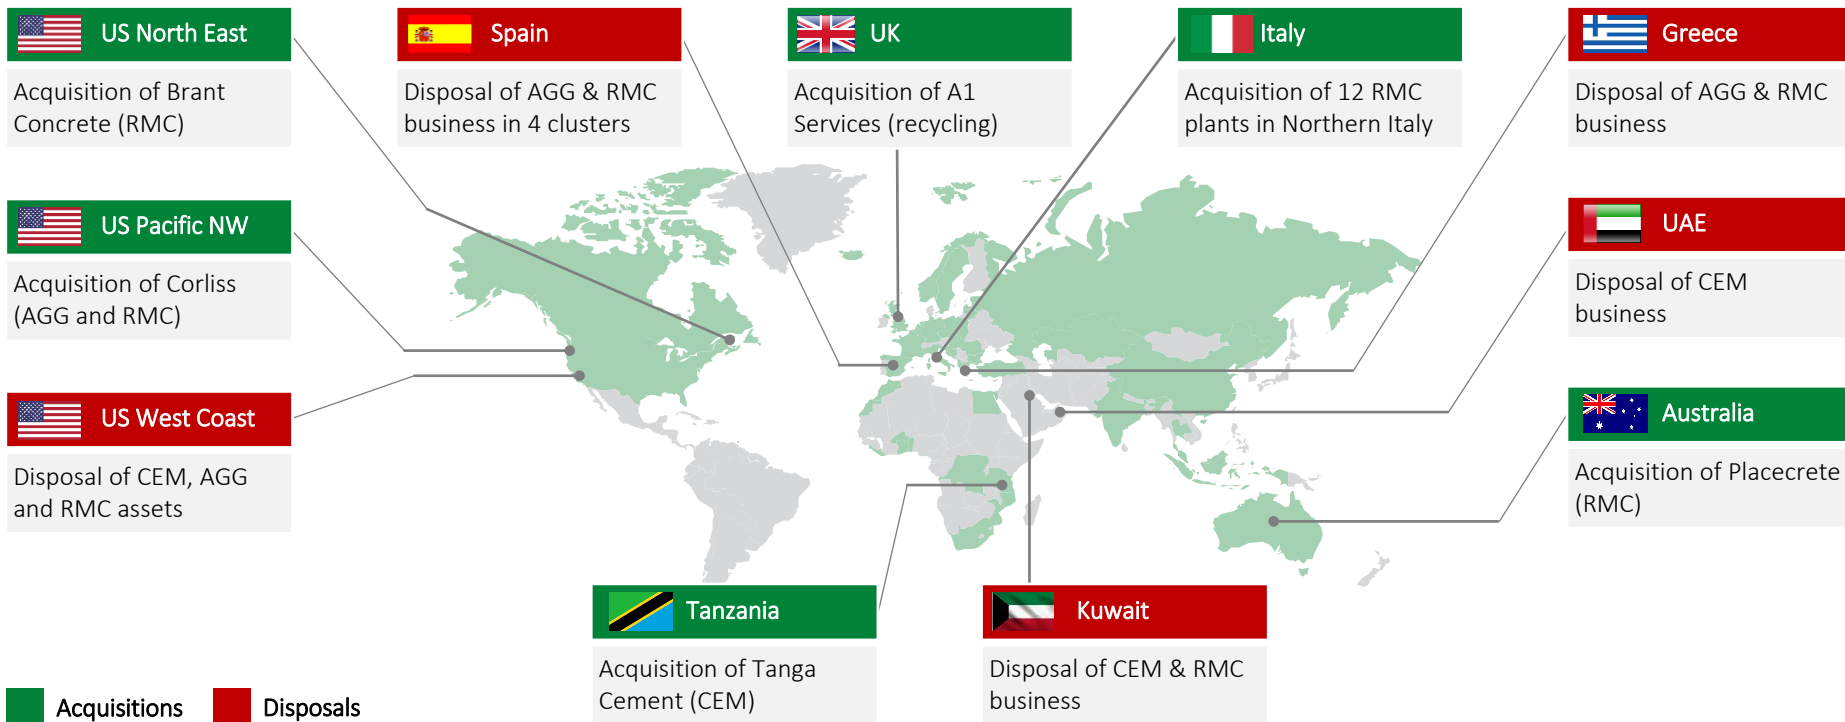 US North East
Acquisition of Brant
Concrete (RMC)
Spain
Disposal of AGG & RMC
business in 4 clusters
UK
Acquisition of A1
Services (recycling)
Italy
Acquisition of 12 RMC
plants in Northern Italy
Greece
Disposal of AGG & RMC
business
US Pacific NW
Acquisition of Corliss
(AGG and RMC)
UAE
Disposal of CEM
business
US West Coast
Disposal of CEM, AGG
and RMC assets
Australia
Acquisition of Placecrete
(RMC)
Tanzania
Acquisition of Tanga
Cement (CEM)
Kuwait
Disposal of CEM & RMC
business
Acquisitions
Disposals